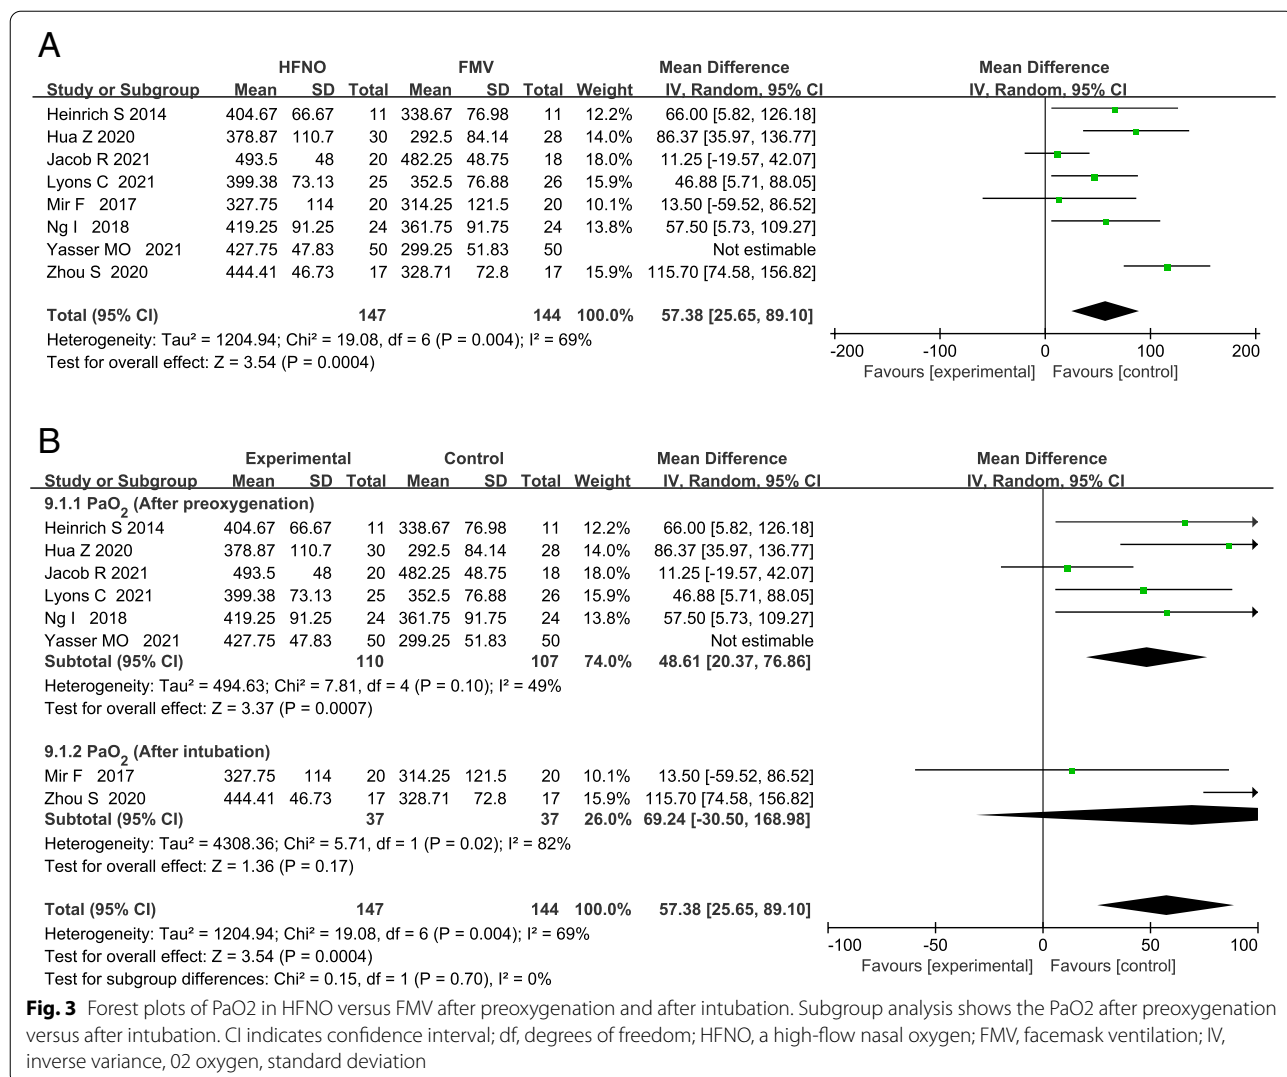 A
HFNO FMV Mean Difference Mean Difference
Study or Subgroup Mean SD Total Mean SD Total Weight IV, Random, 95% CI IV, Random, 95% CI
Heinrich S 2014 404.67 66.67 11 338.67 76.98 11 12.2% 66.00 [5.82, 126.18]
Hua Z 2020 378.87 110.7 30 292.5 84.14 28 14.0% 86.37 [35.97, 136.77]
Jacob R 2021 493.5 48 20 482.25 48.75 18 18.0% 11.25 [-19.57, 42.07]
Lyons C 2021 399.38 73.13 25 352.5 76.88 26 15.9% 46.88 [5.71, 88.05]
Mir F 2017 327.75 114 20 314.25 121.5 20 10.1% 13.50 [-59.52, 86.52]
Ng I 2018 419.25 91.25 24 361.75 91.75 24 13.8% 57.50 [5.73, 109.27]
Yasser MO 2021 427.75 47.83 50 299.25 51.83 50 Not estimable
Zhou S 2020 444.41 46.73 17 328.71 72.8 17 15.9% 115.70 [74.58, 156.82]
Total (95% CI) 147 144 100.0% 57.38 [25.65, 89.10]
Heterogeneity: Tau² = 1204.94; Chi² = 19.08, df = 6 (P = 0.004); I² = 69%
Test for overall effect: Z = 3.54 (P = 0.0004)
-200 -100 0 100 200
Favours [experimental] Favours [control]
B
Experimental Control Mean Difference Mean Difference
Study or Subgroup Mean SD Total Mean SD Total Weight IV, Random, 95% CI IV, Random, 95% CI
9.1.1 PaO2 (After preoxygenation)
Heinrich S 2014 404.67 66.67 11 338.67 76.98 11 12.2% 66.00 [5.82, 126.18]
Hua Z 2020 378.87 110.7 30 292.5 84.14 28 14.0% 86.37 [35.97, 136.77]
Jacob R 2021 493.5 48 20 482.25 48.75 18 18.0% 11.25 [-19.57, 42.07]
Lyons C 2021 399.38 73.13 25 352.5 76.88 26 15.9% 46.88 [5.71, 88.05]
Ng I 2018 419.25 91.25 24 361.75 91.75 24 13.8% 57.50 [5.73, 109.27]
Yasser MO 2021 427.75 47.83 50 299.25 51.83 50 Not estimable
Subtotal (95% CI) 110 107 74.0% 48.61 [20.37, 76.86]
Heterogeneity: Tau² = 494.63; Chi² = 7.81, df = 4 (P = 0.10); I² = 49%
Test for overall effect: Z = 3.37 (P = 0.0007)
9.1.2 PaO2 (After intubation)
Mir F 2017 327.75 114 20 314.25 121.5 20 10.1% 13.50 [-59.52, 86.52]
Zhou S 2020 444.41 46.73 17 328.71 72.8 17 15.9% 115.70 [74.58, 156.82]
Subtotal (95% CI) 37 37 26.0% 69.24 [-30.50, 168.98]
Heterogeneity: Tau² = 4308.36; Chi² = 5.71, df = 1 (P = 0.02); I² = 82%
Test for overall effect: Z = 1.36 (P = 0.17)
Total (95% CI) 147 144 100.0% 57.38 [25.65, 89.10]
Heterogeneity: Tau² = 1204.94; Chi² = 19.08, df = 6 (P = 0.004); I² = 69%
Test for overall effect: Z = 3.54 (P = 0.0004)
Test for subgroup differences: Chi² = 0.15, df = 1 (P = 0.70), I² = 0%
-100 -50 0 50 100
Favours [experimental] Favours [control]
Fig. 3 Forest plots of PaO2 in HFNO versus FMV after preoxygenation and after intubation. Subgroup analysis shows the PaO2 after preoxygenation
versus after intubation. CI indicates confidence interval; df, degrees of freedom; HFNO, a high-flow nasal oxygen; FMV, facemask ventilation; IV,
inverse variance, 02 oxygen, standard deviation